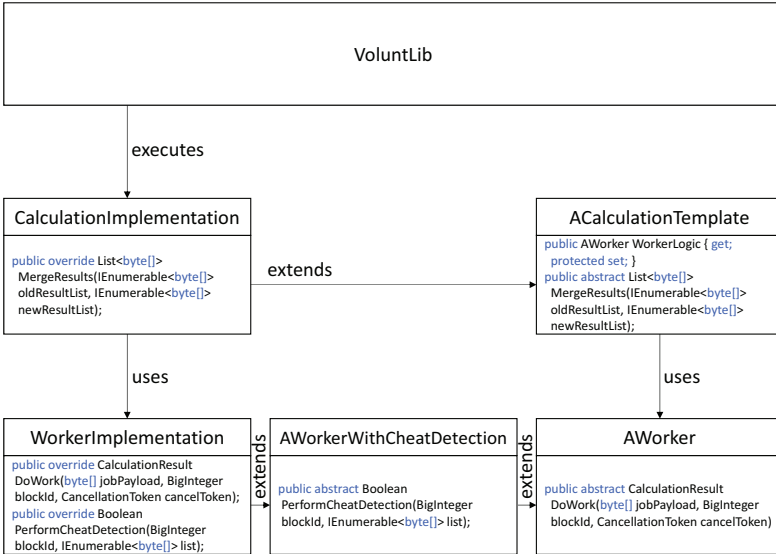 VoluntLib
executes
CalculationImplementation
public override List<byte[]>
MergeResults(IEnumerable<byte[]>
oldResultList, IEnumerable<byte[]>
newResultList);
extends
ACalculationTemplate
public AWorker WorkerLogic { get;
protected set; }
public abstract List<byte[]>
MergeResults(IEnumerable<byte[]>
oldResultList, IEnumerable<byte[]>
newResultList);
uses
uses
WorkerImplementation
public override CalculationResult
DoWork(byte[] jobPayload, BigInteger
blockId, CancellationToken cancelToken);
public override Boolean
PerformCheatDetection(BigInteger
blockId, IEnumerable<byte[]> list);
extends
AWorkerWithCheatDetection
public abstract Boolean
PerformCheatDetection(BigInteger
blockId, IEnumerable<byte[]> list);
extends
AWorker
public abstract CalculationResult
DoWork(byte[] jobPayload, BigInteger
blockId, CancellationToken cancelToken)